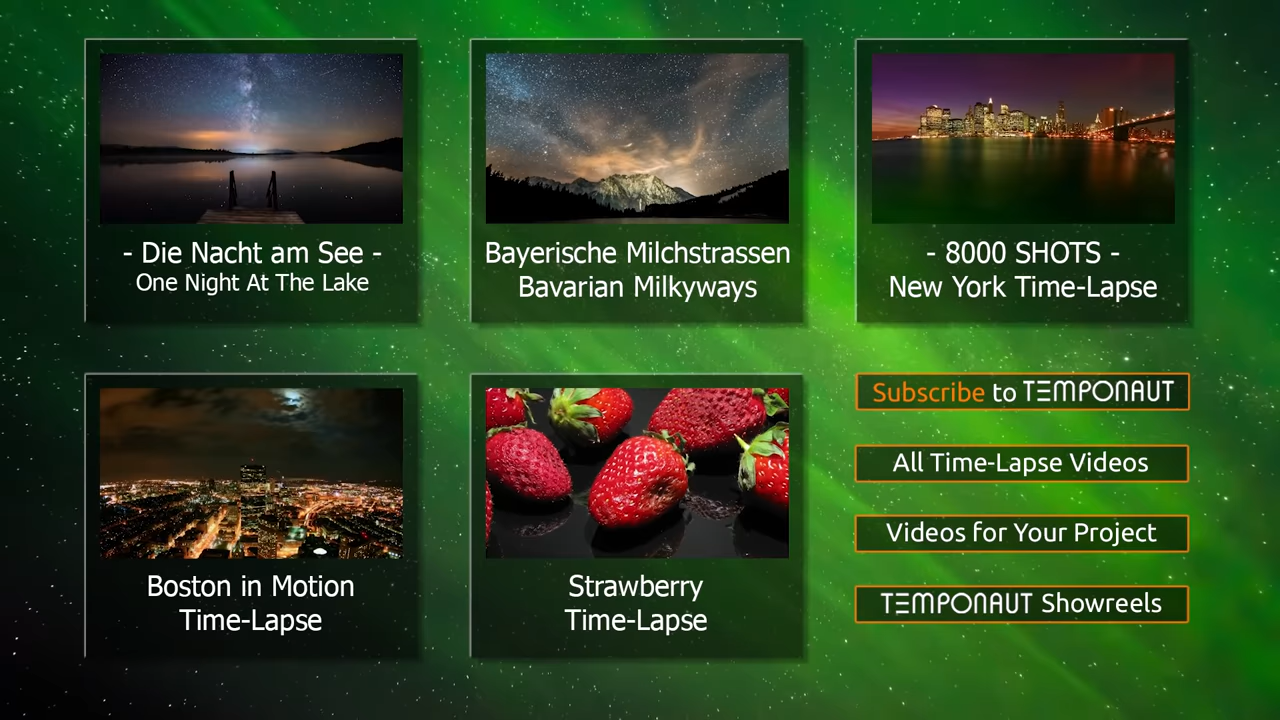 - Die Nacht am See -
One Night At The Lake
Bayerische Milchstrassen
Bavarian Milkyways
- 8000 SHOTS -
New York Time-Lapse
Boston in Motion
Time-Lapse
Strawberry
Time-Lapse
Subscribe to TEMPONAUT
All Time-Lapse Videos
Videos for Your Project
TEMPONAUT Showreels